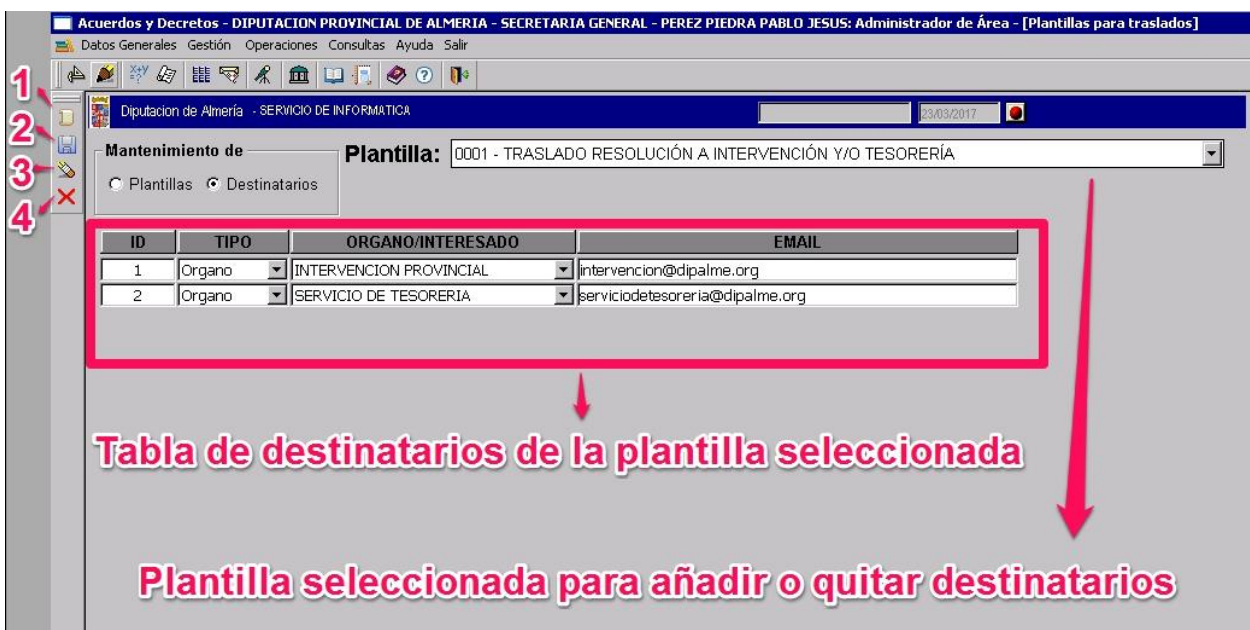 Acuerdos y Decretos - DIPUTACION PROVINCIAL DE ALMERIA - SECRETARIA GENERAL - PEREZ PIEDRA PABLO JESUS: Administrador de Área - [Plantillas para traslados]
Datos Generales Gestión Operaciones Consultas Ayuda Salir
1
2
3
4
Diputacion de Almería - SERVICIO DE INFORMATICA
23/03/2017
Mantenimiento de
Plantillas Destinatarios
Plantilla: 0001 - TRASLADO RESOLUCIÓN A INTERVENCIÓN Y/O TESORERÍA
ID TIPO ORGANO/INTERESADO EMAIL
1 Organo INTERVENCION PROVINCIAL intervencion@dipalme.org
2 Organo SERVICIO DE TESORERIA serviciodetesoreria@dipalme.org
Tabla de destinatarios de la plantilla seleccionada
Plantilla seleccionada para añadir o quitar destinatarios